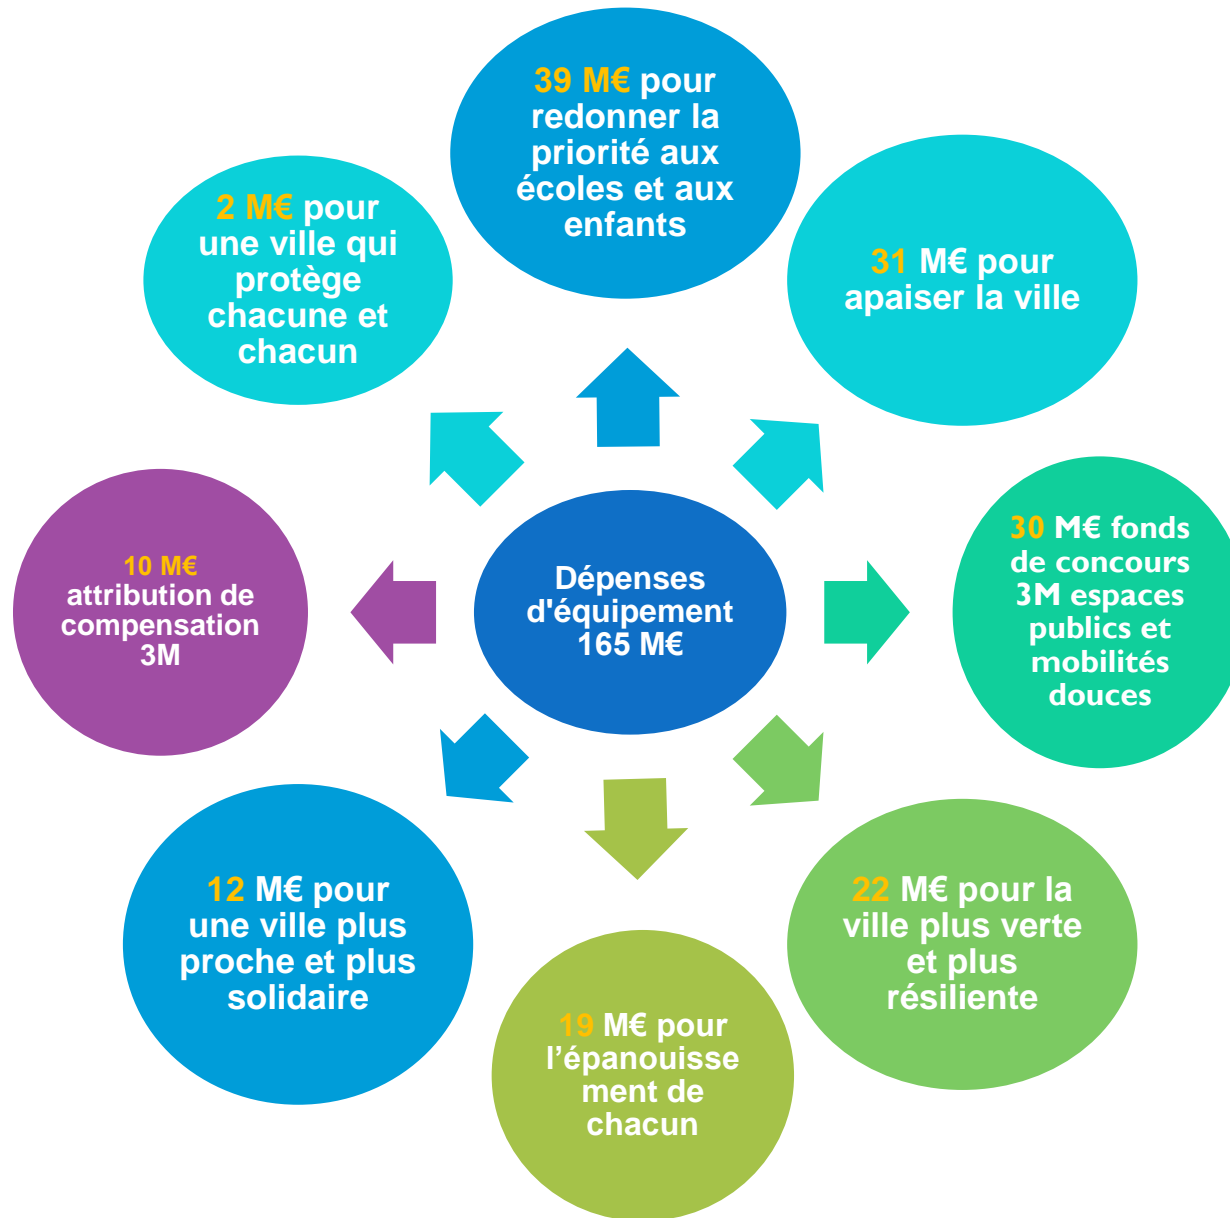 39 M€ pour
redonner la
priorité aux
écoles et aux
enfants
2 M€ pour
une ville qui
protège
chacune et
chacun
31 M€ pour
apaiser la ville
10 M€
attribution de
compensation
3M
Dépenses
d'équipement
165 M€
30 M€ fonds
de concours
3M espaces
publics et
mobilités
douces
12 M€ pour
une ville plus
proche et plus
solidaire
22 M€ pour la
ville plus verte
et plus
résiliente
19 M€ pour
l’épanouisse
ment de
chacun